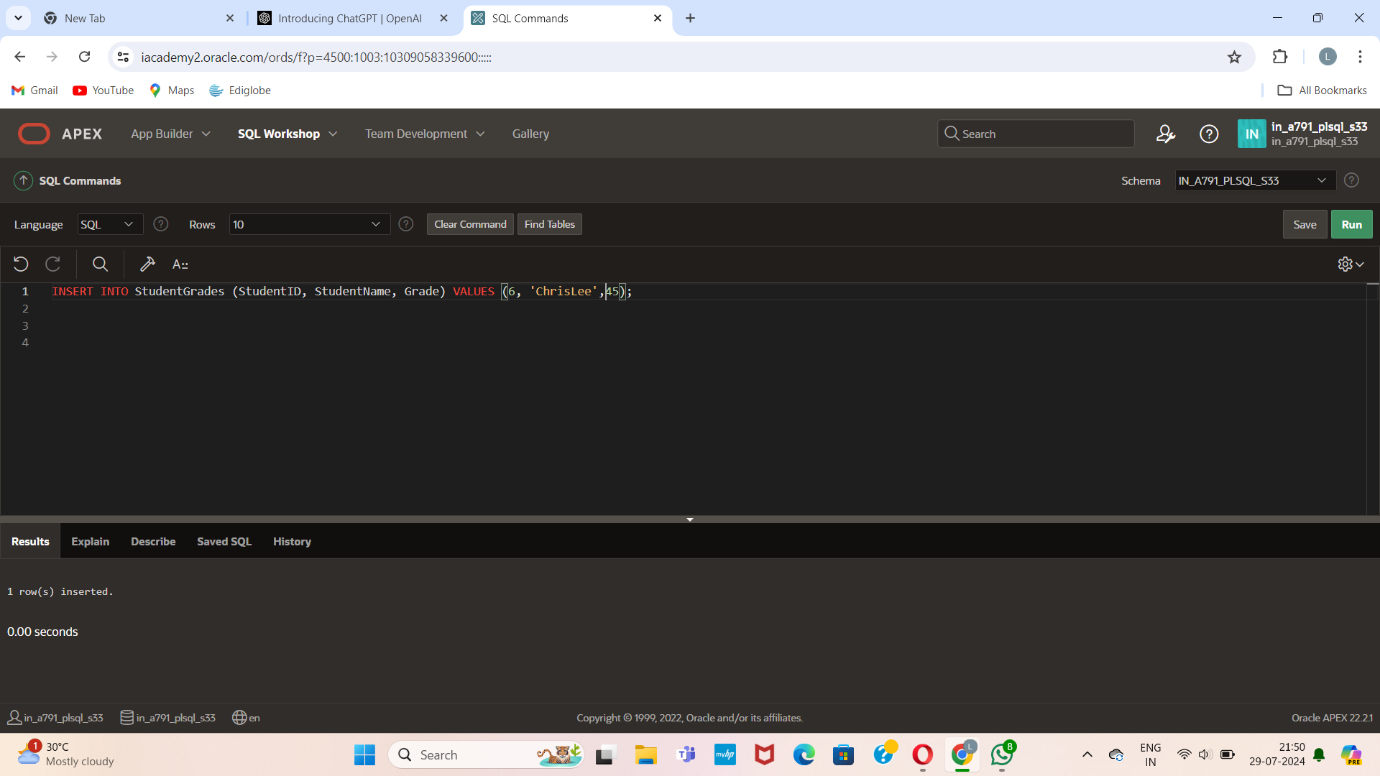 New Tab
Introducing ChatGPT | OpenAI
SQL Commands
iacademy2.oracle.com/ords/f?p=4500:1003:10309058339600:::::
L
Gmail
YouTube
Maps
Ediglobe
All Bookmarks
APEX
App Builder
SQL Workshop
Team Development
Gallery
Search
IN
in_a791_plsql_s33
in_a791_plsql_s33
SQL Commands
Schema
IN_A791_PLSQL_S33
Language
SQL
Rows
10
Clear Command
Find Tables
Save
Run
1 INSERT INTO StudentGrades (StudentID, StudentName, Grade) VALUES (6, 'ChrisLee',45);
2
3
4
Results
Explain
Describe
Saved SQL
History
1 row(s) inserted.
0.00 seconds
in_a791_plsql_s33
in_a791_plsql_s33
en
Copyright © 1999, 2022, Oracle and/or its affiliates.
Oracle APEX 22.2.1
1
30°C
Mostly cloudy
Search
myhp
L
8
ENG
IN
21:50
29-07-2024
PRE